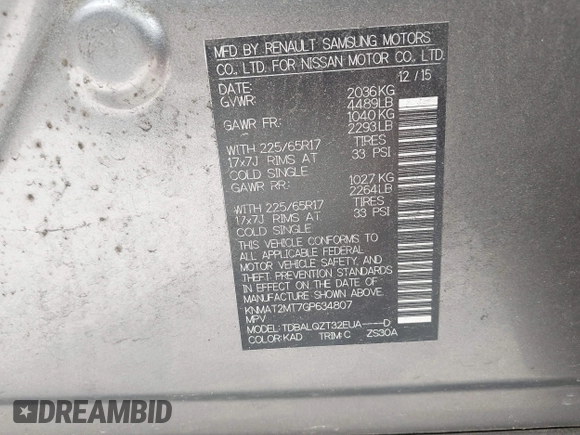 MFD BY RENAULT SAMSUNG MOTORS
CO., LTD. FOR NISSAN MOTOR CO., LTD.
DATE: 12/15
GVWR: 2036KG
4489LB
GAWR FR: 1040KG
2293LB
WITH 225/65R17 TIRES
17x7J RIMS AT 33 PSI
COLD SINGLE
GAWR RR: 1027 KG
2264LB
WITH 225/65R17 TIRES
17x7J RIMS AT 33 PSI
COLD SINGLE
THIS VEHICLE CONFORMS TO
ALL APPLICABLE FEDERAL
MOTOR VEHICLE SAFETY, AND
THEFT PREVENTION STANDARDS
IN EFFECT ON THE DATE OF
MANUFACTURE SHOWN ABOVE.
KNMAT2MT7GP634807
MPV
MODEL: TDBALQZT32EUA----D
COLOR: KAD TRIM: C ZS30A
DREAMBID